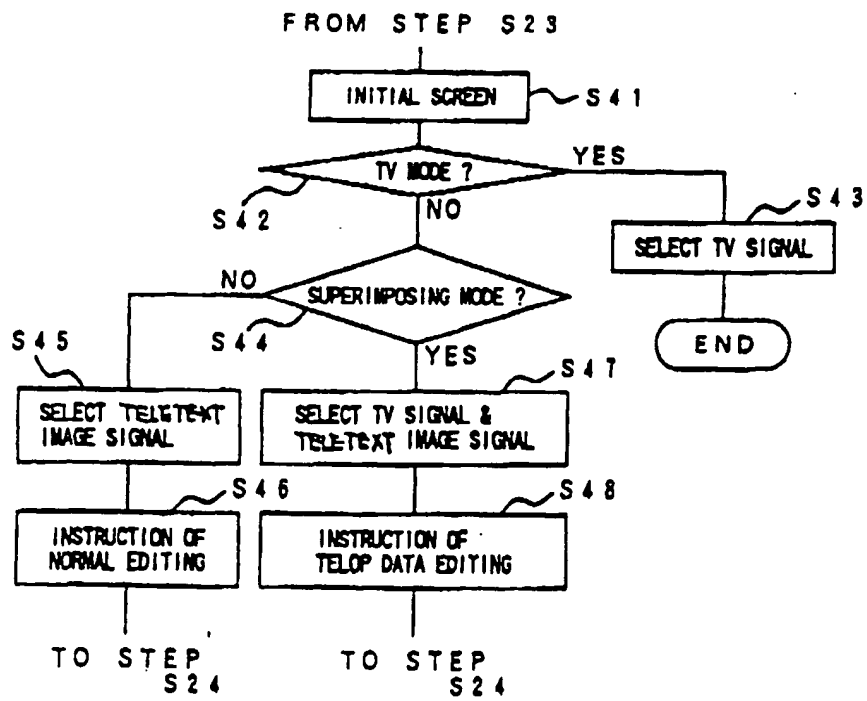 FROM STEP S23
INITIAL SCREEN
S41
TV MODE ?
YES
S42
NO
S43
SELECT TV SIGNAL
END
SUPERIMPOSING MODE ?
NO
S44
YES
S45
SELECT TELETEXT
IMAGE SIGNAL
S46
INSTRUCTION OF
NORMAL EDITING
TO STEP
S24
S47
SELECT TV SIGNAL &
TELETEXT IMAGE SIGNAL
S48
INSTRUCTION OF
TELOP DATA EDITING
TO STEP
S24